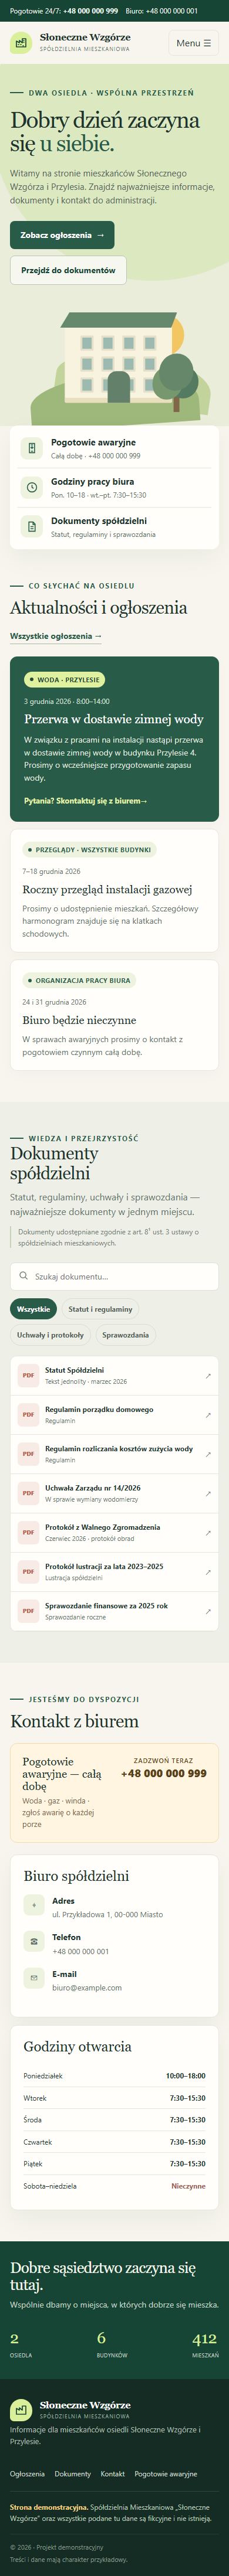 Pogotowie 24/7: +48 000 000 999 Biuro: +48 000 000 001
Słoneczne Wzgórze
SPÓŁDZIELNIA MIESZKANIOWA
Menu ☰
DWA OSIEDLA · WSPÓLNA PRZESTRZEŃ
Dobry dzień zaczyna
się u siebie.
Witamy na stronie mieszkańców Słonecznego
Wzgórza i Przylesia. Znajdź najważniejsze informacje,
dokumenty i kontakt do administracji.
Zobacz ogłoszenia →
Przejdź do dokumentów
Pogotowie awaryjne
Całą dobę · +48 000 000 999
Godziny pracy biura
Pon. 10–18 · wt.–pt. 7:30–15:30
Dokumenty spółdzielni
Statut, regulaminy i sprawozdania
CO SŁYCHAĆ NA OSIEDLU
Aktualności i ogłoszenia
Wszystkie ogłoszenia →
WODA · PRZYLESIE
3 grudnia 2026 · 8:00–14:00
Przerwa w dostawie zimnej wody
W związku z pracami na instalacji nastąpi przerwa
w dostawie zimnej wody w budynku Przylesie 4.
Prosimy o wcześniejsze przygotowanie zapasu
wody.
Pytania? Skontaktuj się z biurem→
PRZEGLĄDY · WSZYSTKIE BUDYNKI
7–18 grudnia 2026
Roczny przegląd instalacji gazowej
Prosimy o udostępnienie mieszkań. Szczegółowy
harmonogram znajduje się na klatkach
schodowych.
ORGANIZACJA PRACY BIURA
24 i 31 grudnia 2026
Biuro będzie nieczynne
W sprawach awaryjnych prosimy o kontakt z
pogotowiem czynnym całą dobę.
WIEDZA I PRZEJRZYSTOŚĆ
Dokumenty
spółdzielni
Statut, regulaminy, uchwały i sprawozdania —
najważniejsze dokumenty w jednym miejscu.
Dokumenty udostępniane zgodnie z art. 8¹ ust. 3 ustawy o
spółdzielniach mieszkaniowych.
Szukaj dokumentu...
Wszystkie
Statut i regulaminy
Uchwały i protokoły
Sprawozdania
PDF Statut Spółdzielni ↗
Tekst jednolity · marzec 2026
PDF Regulamin porządku domowego ↗
Regulamin
PDF Regulamin rozliczania kosztów zużycia wody ↗
Regulamin
PDF Uchwała Zarządu nr 14/2026 ↗
W sprawie wymiany wodomierzy
PDF Protokół z Walnego Zgromadzenia ↗
Czerwiec 2026 · protokół obrad
PDF Protokół lustracji za lata 2023–2025 ↗
Lustracja spółdzielni
PDF Sprawozdanie finansowe za 2025 rok ↗
Sprawozdanie roczne
JESTEŚMY DO DYSPOZYCJI
Kontakt z biurem
Pogotowie
awaryjne — całą
dobę
Woda · gaz · winda ·
zgłoś awarię o każdej
porze
ZADZWOŃ TERAZ
+48 000 000 999
Biuro spółdzielni
Adres
ul. Przykładowa 1, 00-000 Miasto
Telefon
+48 000 000 001
E-mail
biuro@example.com
Godziny otwarcia
Poniedziałek 10:00–18:00
Wtorek 7:30–15:30
Środa 7:30–15:30
Czwartek 7:30–15:30
Piątek 7:30–15:30
Sobota–niedziela Nieczynne
Dobre sąsiedztwo zaczyna się
tutaj.
Wspólnie dbamy o miejsca, w których dobrze się mieszka.
2 6 412
OSIEDLA BUDYNKÓW MIESZKAŃ
Słoneczne Wzgórze
SPÓŁDZIELNIA MIESZKANIOWA
Informacje dla mieszkańców osiedli Słoneczne Wzgórze i
Przylesie.
Ogłoszenia Dokumenty Kontakt Pogotowie awaryjne
Strona demonstracyjna. Spółdzielnia Mieszkaniowa „Słoneczne
Wzgórze” oraz wszystkie podane tu dane są fikcyjne i nie istnieją.
© 2026 · Projekt demonstracyjny
Treści i dane mają charakter przykładowy.